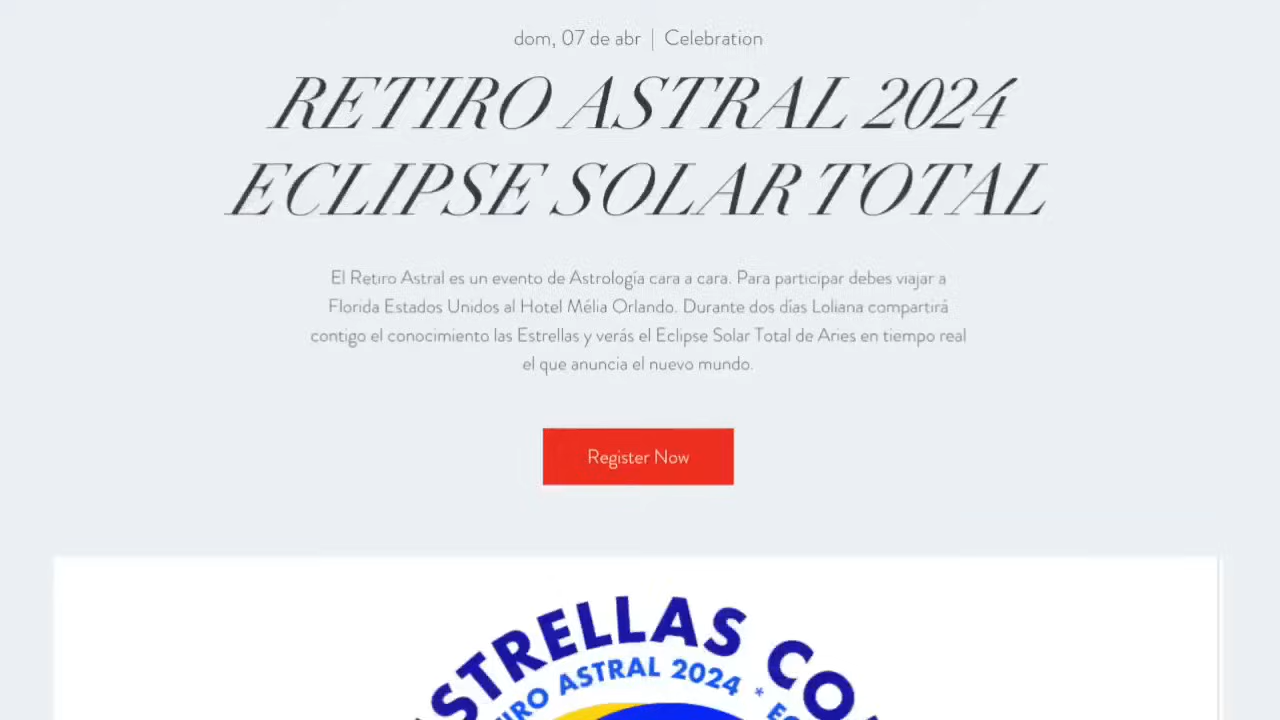 dom, 07 de abr | Celebration
RETIRO ASTRAL 2024
ECLIPSE SOLAR TOTAL
El Retiro Astral es un evento de Astrología cara a cara. Para participar debes viajar a
Florida Estados Unidos al Hotel Mélia Orlando. Durante dos días Loliana compartirá
contigo el conocimiento las Estrellas y verás el Eclipse Solar Total de Aries en tiempo real
el que anuncia el nuevo mundo.
Register Now
STRELLAS CO
IRO ASTRAL 2024 * EC